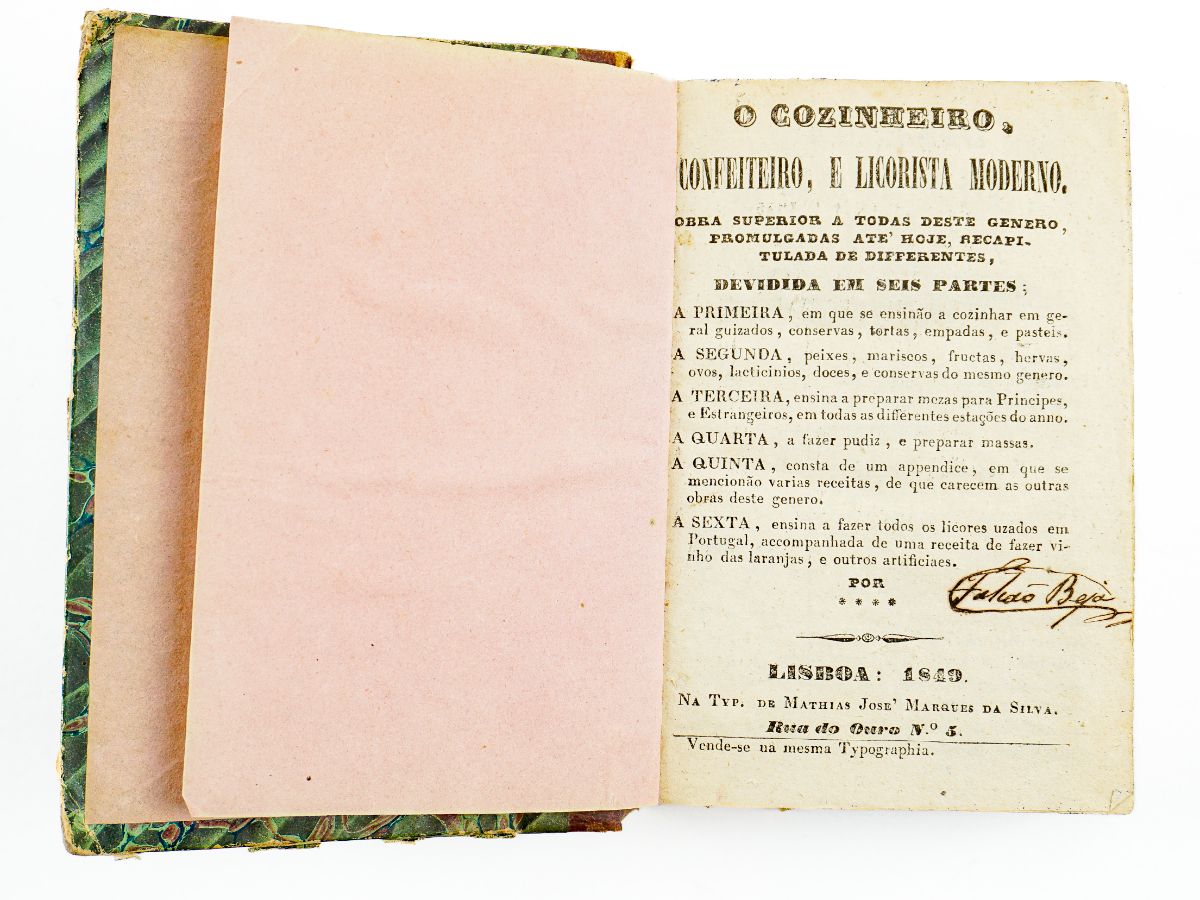 O COZINHEIRO,
CONFEITEIRO, E LICORISTA MODERNO.
OBRA SUPERIOR A TODAS DESTE GENERO,
PROMULGADAS ATE' HOJE, RECAPI-
TULADA DE DIFFERENTES,
DEVIDIDA EM SEIS PARTES;
A PRIMEIRA, em que se ensinão a cozinhar em ge-
ral guizados, conservas, tortas, empadas, e pasteis.
A SEGUNDA, peixes, mariscos, fructas, hervas,
ovos, lacticinios, doces, e conservas do mesmo genero.
A TERCEIRA, ensina a preparar mezas para Principes,
e Estrangeiros, em todas as differentes estações do anno.
A QUARTA, a fazer pudiz, e preparar massas.
A QUINTA, consta de um appendice, em que se
mencionão varias receitas, de que carecem as outras
obras deste genero.
A SEXTA, ensina a fazer todos os licores uzados em
Portugal, accompanhada de uma receita de fazer vi-
nho das laranjas, e outros artificiaes.
POR
* * * *
Falcão Beja
LISBOA: 1849.
NA TYP. DE MATHIAS JOSE' MARQUES DA SILVA.
Rua do Ouro N.º 5.
Vende-se na mesma Typographia.